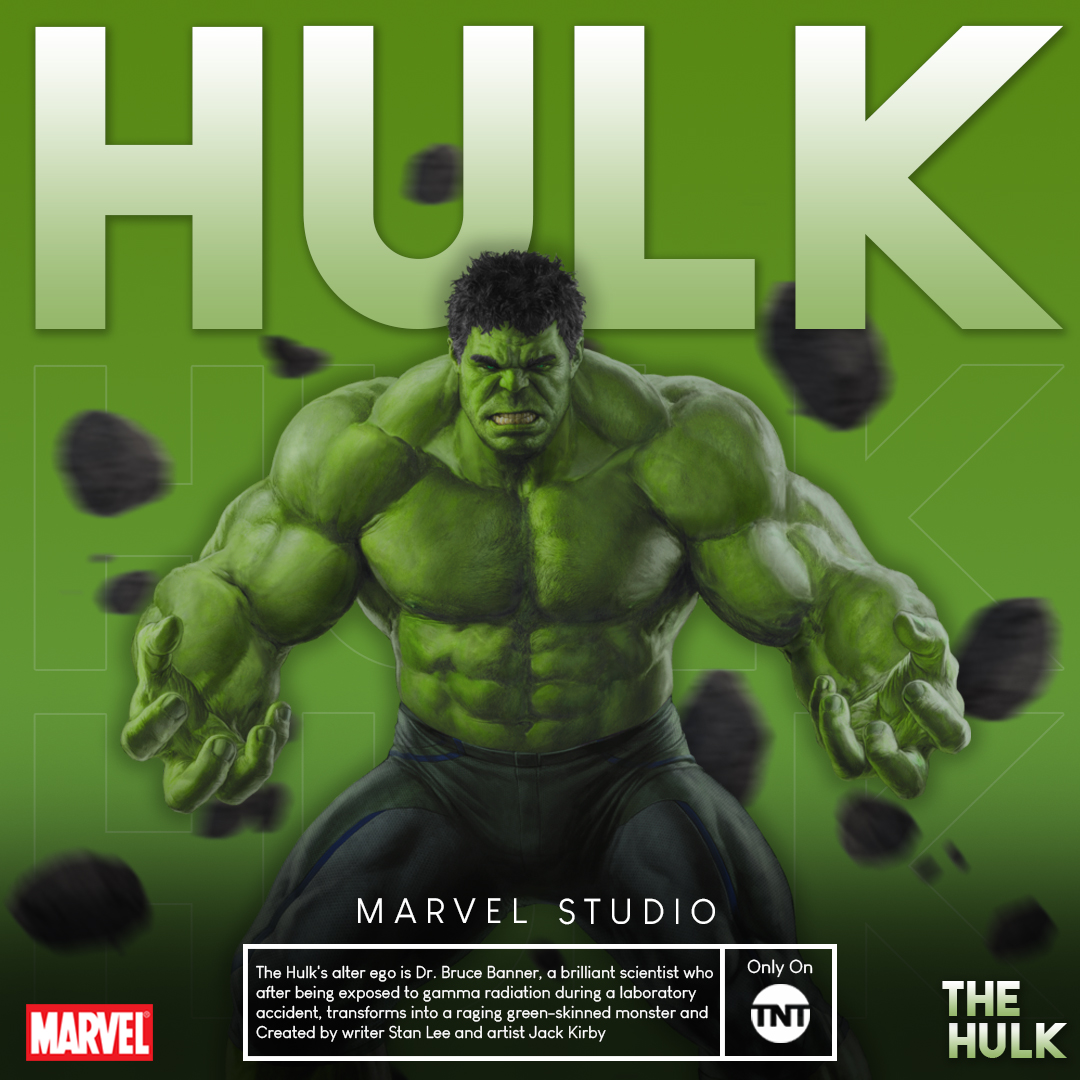 HULK
MARVEL STUDIO
The Hulk's alter ego is Dr. Bruce Banner, a brilliant scientist who
after being exposed to gamma radiation during a laboratory
accident, transforms into a raging green-skinned monster and
Created by writer Stan Lee and artist Jack Kirby
Only On
TNT
MARVEL
THE
HULK